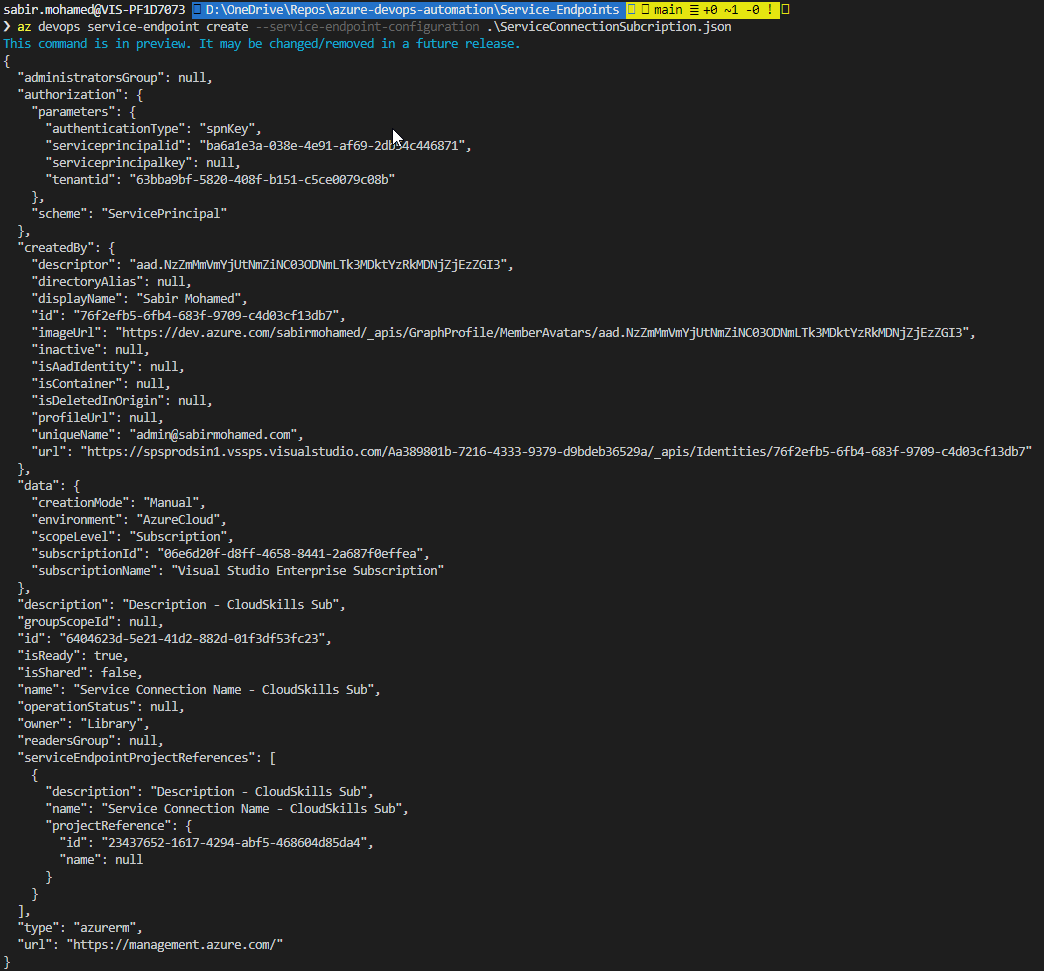 sabir.mohamed@VIS-PF1D7073 D:\OneDrive\Repos\azure-devops-automation\Service-Endpoints main ≡ +0 ~1 -0 !
❯ az devops service-endpoint create --service-endpoint-configuration .\ServiceConnectionSubcription.json
This command is in preview. It may be changed/removed in a future release.
{
  "administratorsGroup": null,
  "authorization": {
    "parameters": {
      "authenticationType": "spnKey",
      "serviceprincipalid": "ba6a1e3a-038e-4e91-af69-2db54c446871",
      "serviceprincipalkey": null,
      "tenantid": "63bba9bf-5820-408f-b151-c5ce0079c08b"
    },
    "scheme": "ServicePrincipal"
  },
  "createdBy": {
    "descriptor": "aad.NzZmMmVmYjUtNmZiNC03ODNmLTk3MDktYzRkMDNjZjEzZGI3",
    "directoryAlias": null,
    "displayName": "Sabir Mohamed",
    "id": "76f2efb5-6fb4-683f-9709-c4d03cf13db7",
    "imageUrl": "https://dev.azure.com/sabirmohamed/_apis/GraphProfile/MemberAvatars/aad.NzZmMmVmYjUtNmZiNC03ODNmLTk3MDktYzRkMDNjZjEzZGI3",
    "inactive": null,
    "isAadIdentity": null,
    "isContainer": null,
    "isDeletedInOrigin": null,
    "profileUrl": null,
    "uniqueName": "admin@sabirmohamed.com",
    "url": "https://spsprodsin1.vssps.visualstudio.com/Aa389801b-7216-4333-9379-d9bdeb36529a/_apis/Identities/76f2efb5-6fb4-683f-9709-c4d03cf13db7"
  },
  "data": {
    "creationMode": "Manual",
    "environment": "AzureCloud",
    "scopeLevel": "Subscription",
    "subscriptionId": "06e6d20f-d8ff-4658-8441-2a687f0effea",
    "subscriptionName": "Visual Studio Enterprise Subscription"
  },
  "description": "Description - CloudSkills Sub",
  "groupScopeId": null,
  "id": "6404623d-5e21-41d2-882d-01f3df53fc23",
  "isReady": true,
  "isShared": false,
  "name": "Service Connection Name - CloudSkills Sub",
  "operationStatus": null,
  "owner": "Library",
  "readersGroup": null,
  "serviceEndpointProjectReferences": [
    {
      "description": "Description - CloudSkills Sub",
      "name": "Service Connection Name - CloudSkills Sub",
      "projectReference": {
        "id": "23437652-1617-4294-abf5-468604d85da4",
        "name": null
      }
    }
  ],
  "type": "azurerm",
  "url": "https://management.azure.com/"
}